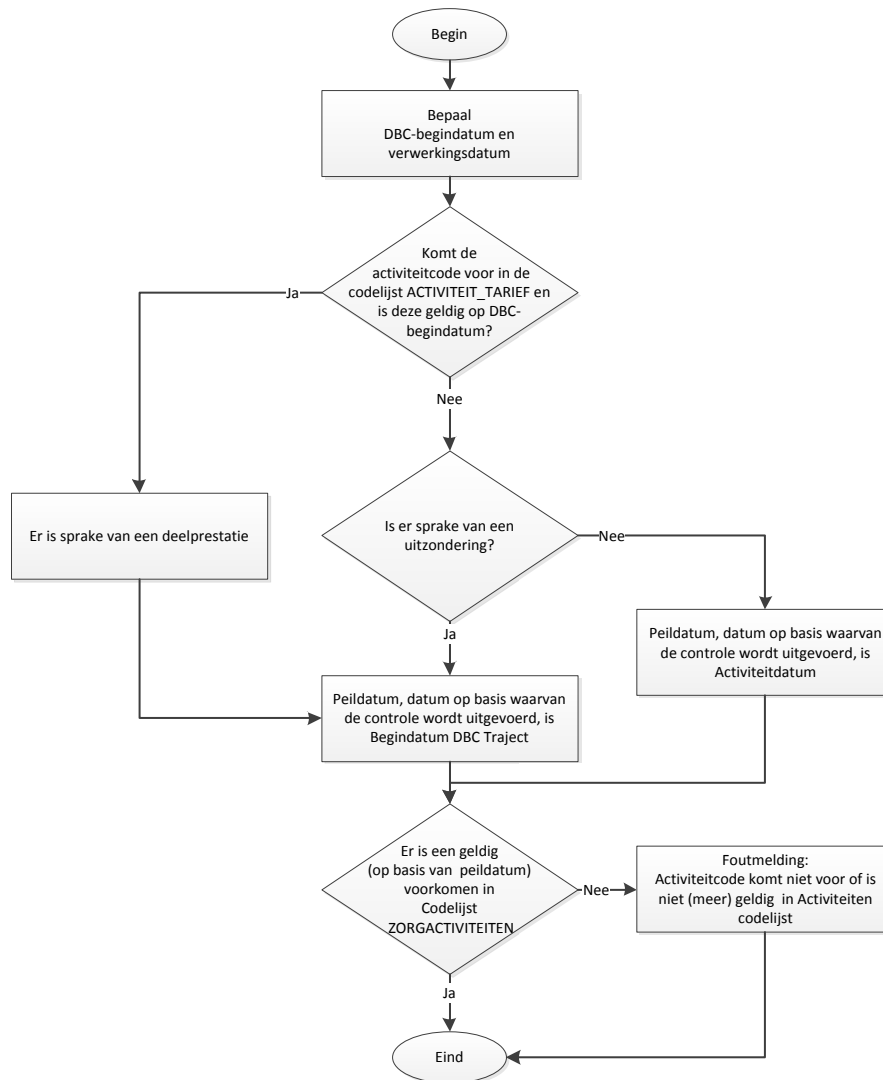 Begin
Bepaal
DBC-begindatum en
verwerkingsdatum
Komt de
activiteitcode voor in de
codelijst ACTIVITEIT_TARIEF en
is deze geldig op DBC-
begindatum?
Ja
Nee
Er is sprake van een deelprestatie
Is er sprake van een
uitzondering?
Nee
Ja
Peildatum, datum op basis waarvan
de controle wordt uitgevoerd, is
Activiteitdatum
Peildatum, datum op basis waarvan
de controle wordt uitgevoerd, is
Begindatum DBC Traject
Er is een geldig
(op basis van peildatum)
voorkomen in
Codelijst
ZORGACTIVITEITEN
Nee
Foutmelding:
Activiteitcode komt niet voor of is
niet (meer) geldig in Activiteiten
codelijst
Ja
Eind